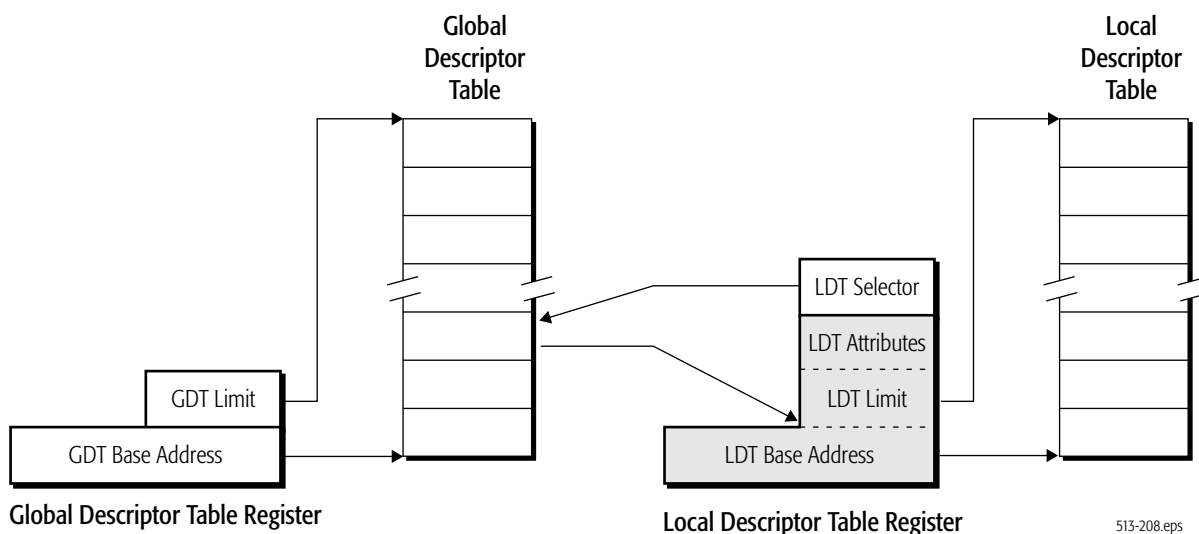 Global
Descriptor
Table
Local
Descriptor
Table
LDT Selector
LDT Attributes
GDT Limit
LDT Limit
GDT Base Address
LDT Base Address
Global Descriptor Table Register
Local Descriptor Table Register
513-208.eps